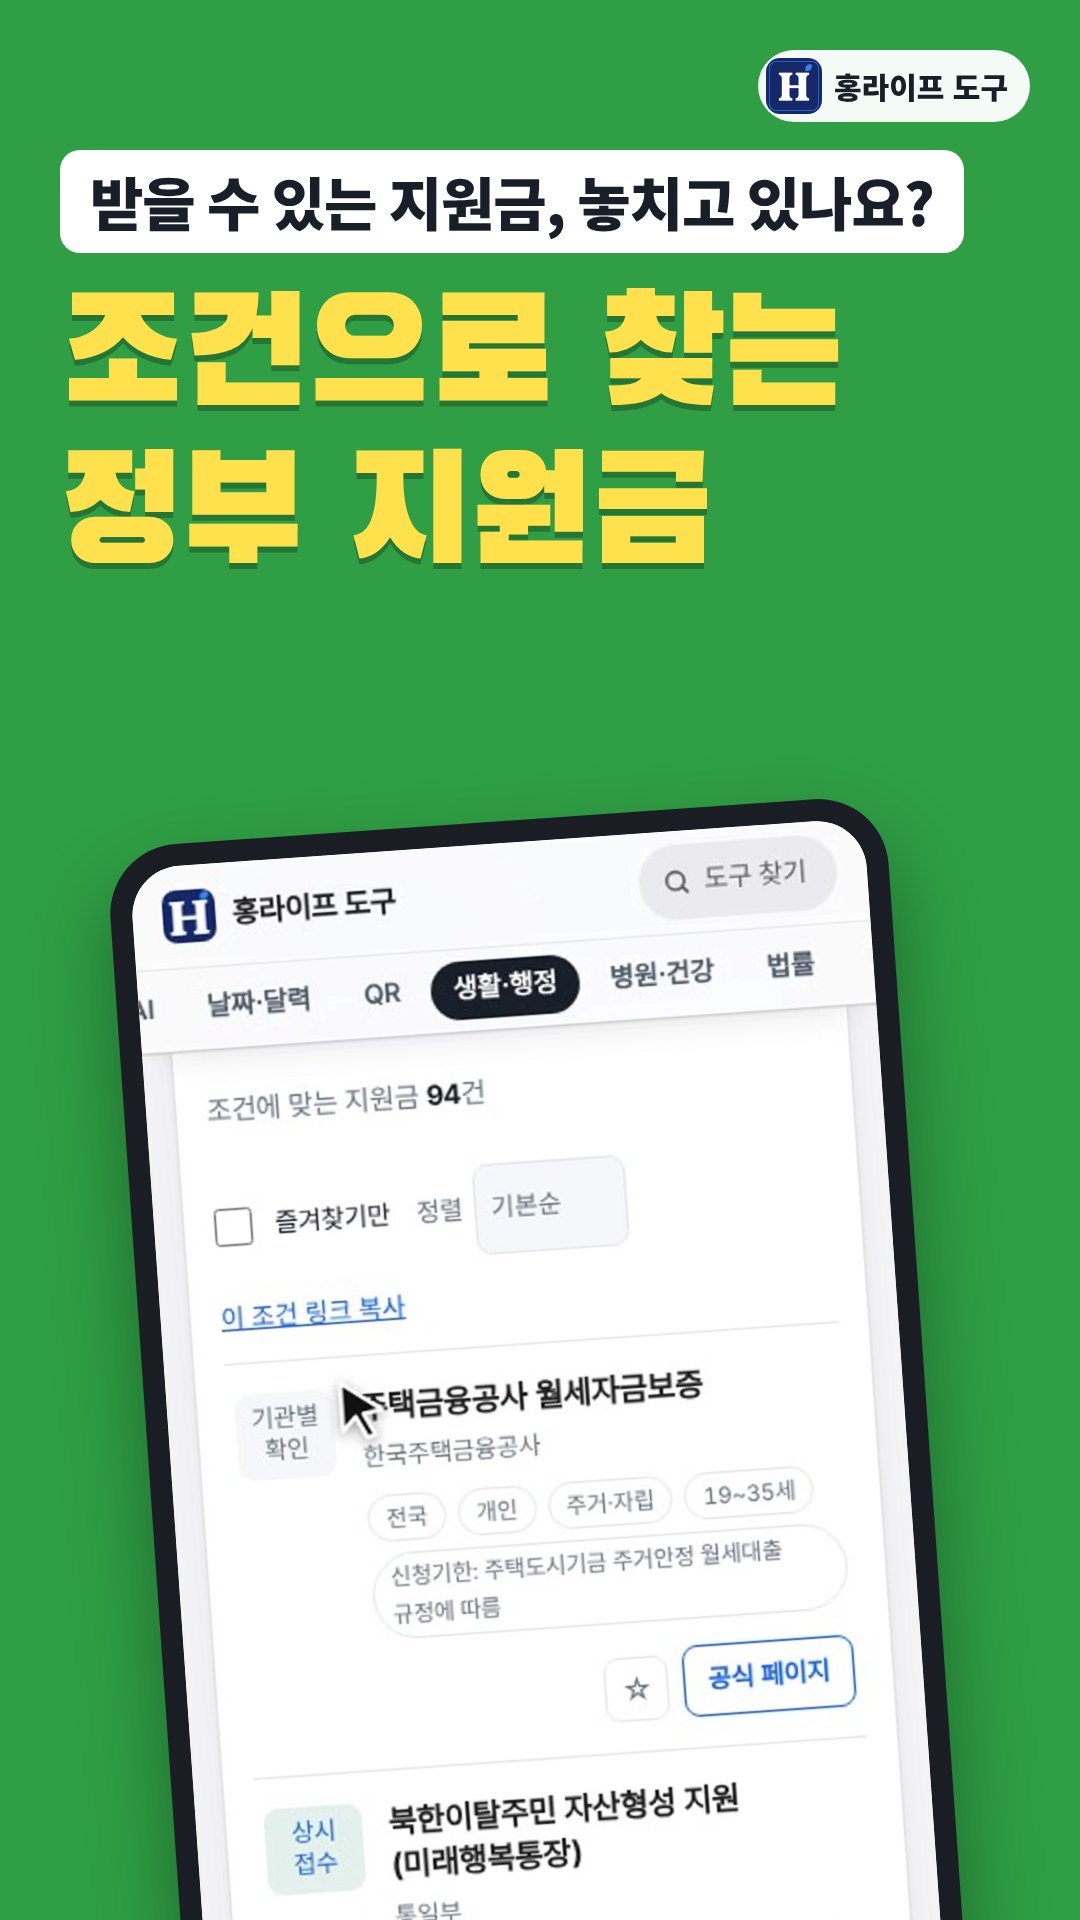 홍라이프 도구
받을 수 있는 지원금, 놓치고 있나요?
조건으로 찾는
정부 지원금
홍라이프 도구
도구 찾기
AI 날짜·달력 QR 생활·행정 병원·건강 법률
조건에 맞는 지원금 94건
즐겨찾기만 정렬 기본순
이 조건 링크 복사
기관별
확인
주택금융공사 월세자금보증
한국주택금융공사
전국 개인 주거·자립 19~35세
신청기한: 주택도시기금 주거안정 월세대출
규정에 따름
공식 페이지
상시
접수
북한이탈주민 자산형성 지원
(미래행복통장)
통일부